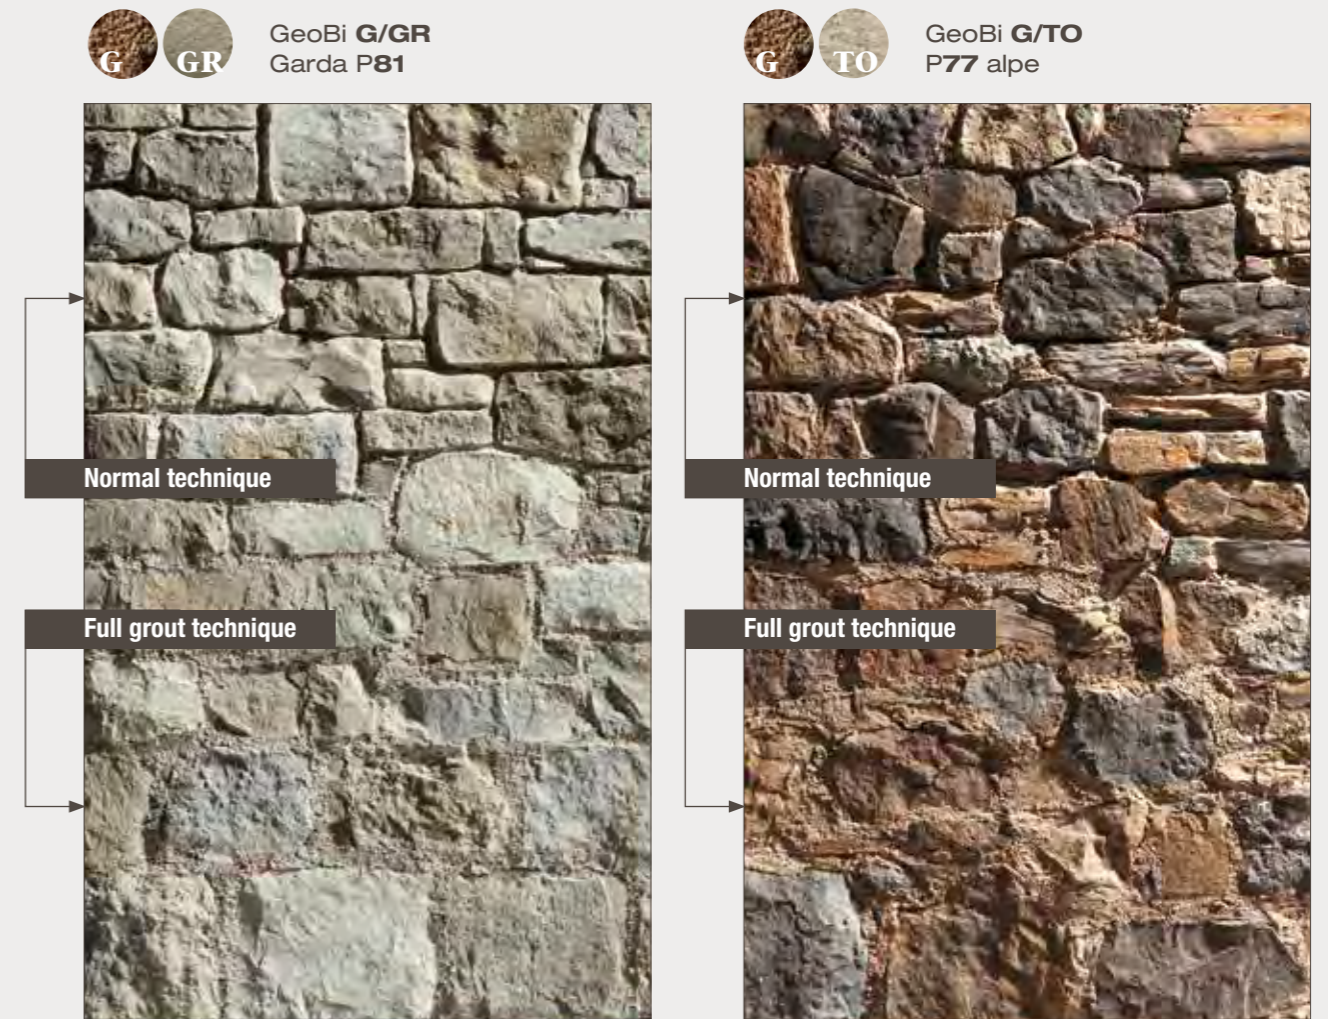 G GR
GeoBi G/GR
Garda P81
Normal technique
Full grout technique
G TO
GeoBi G/TO
P77 alpe
Normal technique
Full grout technique